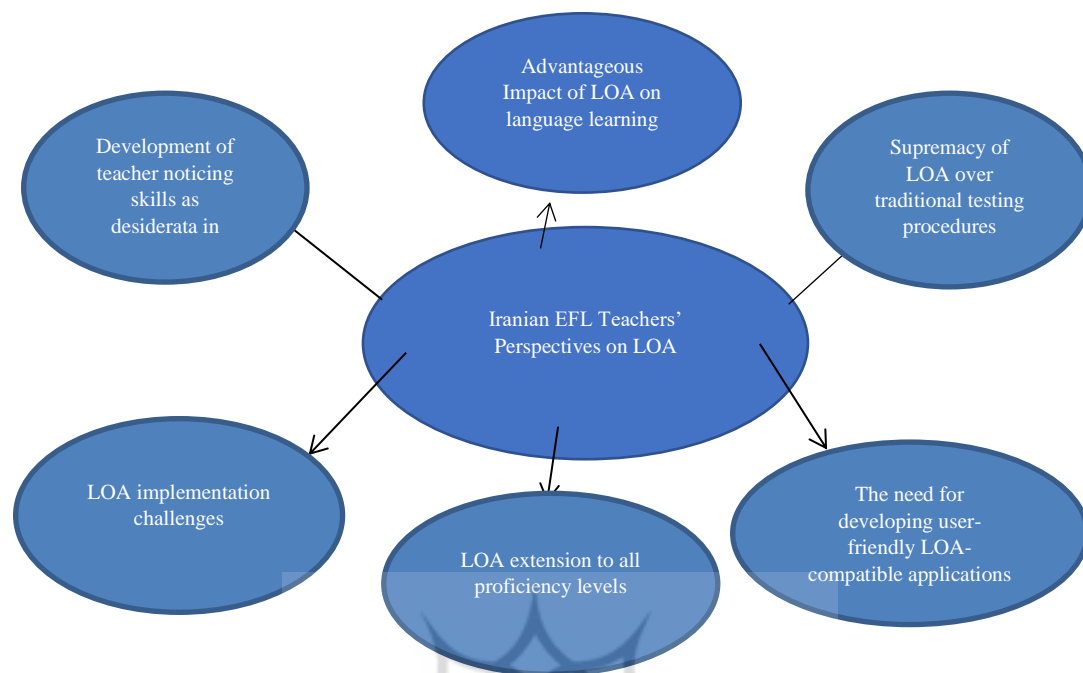 Advantageous
Impact of LOA on
language learning
Development of
teacher noticing
skills as
desiderata in
Supremacy of
LOA over
traditional testing
procedures
Iranian EFL Teachers’
Perspectives on LOA
LOA implementation
challenges
LOA extension to all
proficiency levels
The need for
developing user-
friendly LOA-
compatible applications